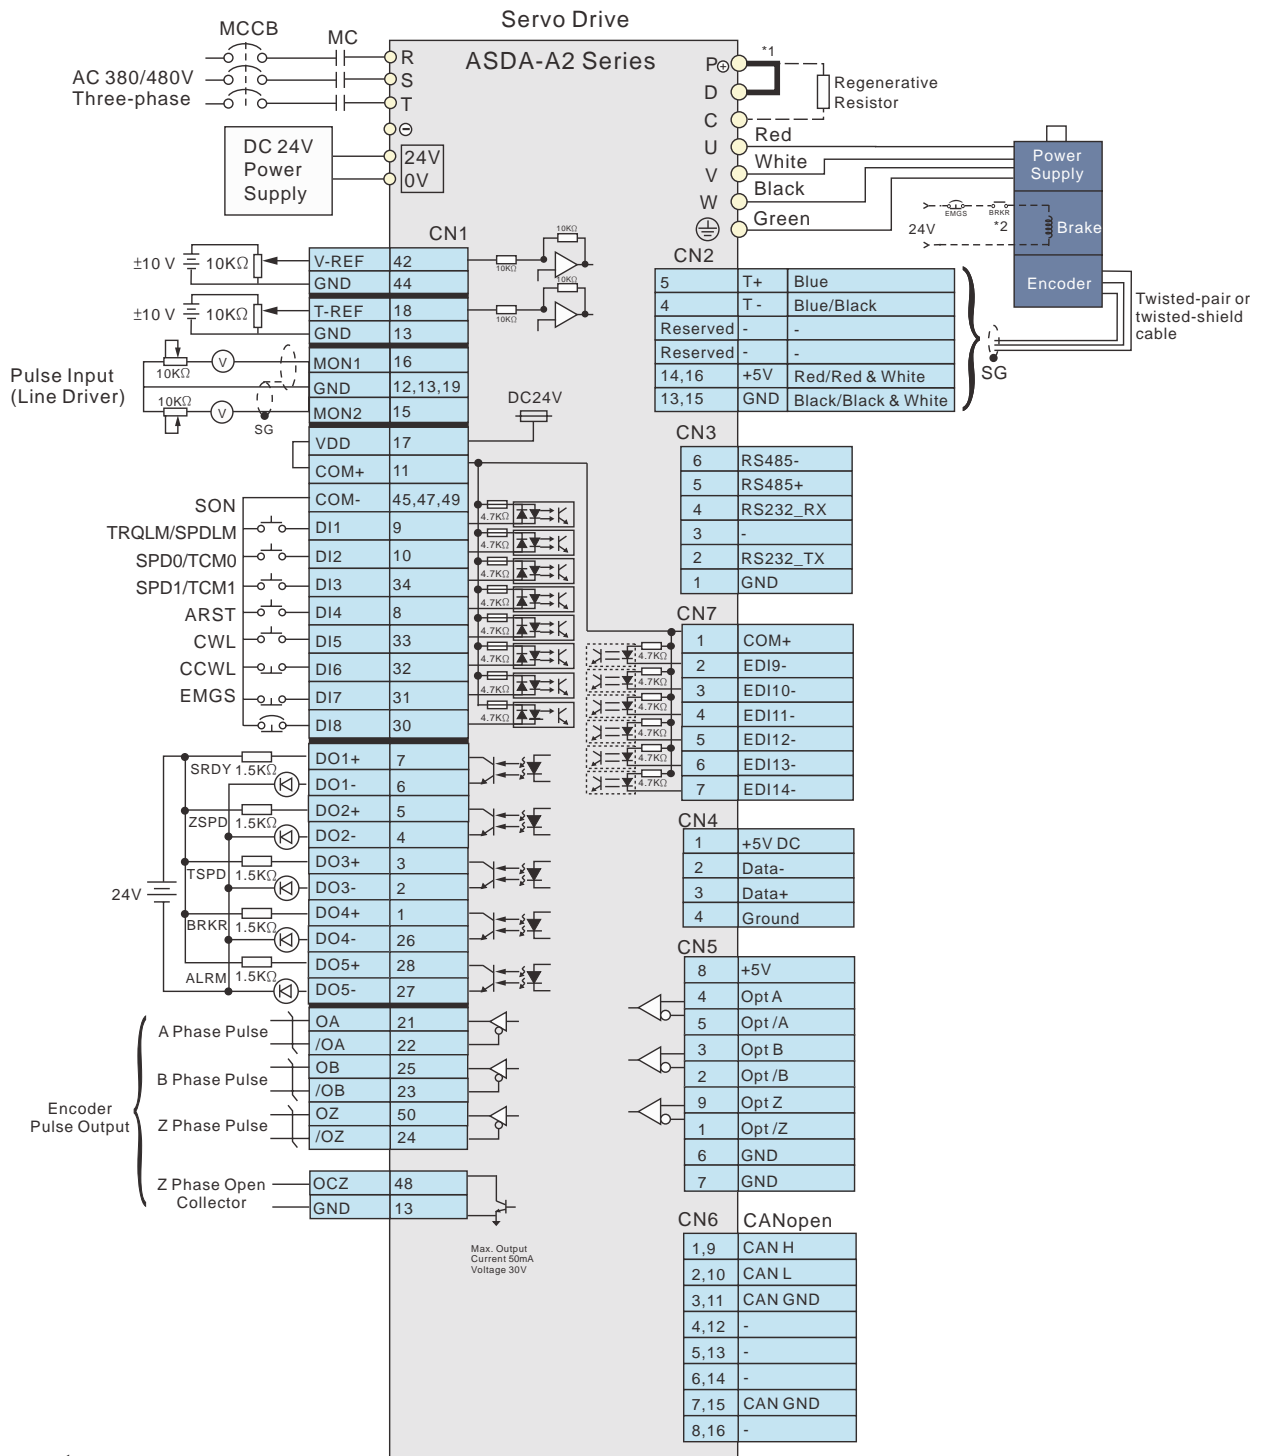 Servo Drive
ASDA-A2 Series
MCCB
MC
AC 380/480V
Three-phase
R
S
T
⊖
DC 24V
Power
Supply
24V
0V
P⊕
D
C
U
V
W
*1
Regenerative
Resistor
Red
White
Black
Green
Power
Supply
24V
EMGS
BRKR
*2
Brake
Encoder
Twisted-pair or
twisted-shield
cable
SG
CN1
±10 V
10KΩ
V-REF 42
GND 44
10KΩ
10KΩ
±10 V
10KΩ
T-REF 18
GND 13
10KΩ
10KΩ
Pulse Input
(Line Driver)
10KΩ
V
10KΩ
V
SG
MON1 16
GND 12,13,19
MON2 15
DC24V
VDD 17
COM+ 11
COM- 45,47,49
DI1 9
DI2 10
DI3 34
DI4 8
DI5 33
DI6 32
DI7 31
DI8 30
SON
TRQLM/SPDLM
SPD0/TCM0
SPD1/TCM1
ARST
CWL
CCWL
EMGS
4.7KΩ
4.7KΩ
4.7KΩ
4.7KΩ
4.7KΩ
4.7KΩ
4.7KΩ
4.7KΩ
24V
SRDY 1.5KΩ
ZSPD 1.5KΩ
TSPD 1.5KΩ
BRKR 1.5KΩ
ALRM 1.5KΩ
DO1+ 7
DO1- 6
DO2+ 5
DO2- 4
DO3+ 3
DO3- 2
DO4+ 1
DO4- 26
DO5+ 28
DO5- 27
Encoder
Pulse Output
A Phase Pulse
B Phase Pulse
Z Phase Pulse
Z Phase Open
Collector
OA 21
/OA 22
OB 25
/OB 23
OZ 50
/OZ 24
OCZ 48
GND 13
Max. Output
Current 50mA
Voltage 30V
CN2
5 T+ Blue
4 T - Blue/Black
Reserved - -
Reserved - -
14,16 +5V Red/Red & White
13,15 GND Black/Black & White
CN3
6 RS485-
5 RS485+
4 RS232_RX
3 -
2 RS232_TX
1 GND
CN7
1 COM+
2 EDI9-
3 EDI10-
4 EDI11-
5 EDI12-
6 EDI13-
7 EDI14-
4.7KΩ
4.7KΩ
4.7KΩ
4.7KΩ
4.7KΩ
4.7KΩ
CN4
1 +5V DC
2 Data-
3 Data+
4 Ground
CN5
8 +5V
4 Opt A
5 Opt /A
3 Opt B
2 Opt /B
9 Opt Z
1 Opt /Z
6 GND
7 GND
CN6 CANopen
1,9 CAN H
2,10 CAN L
3,11 CAN GND
4,12 -
5,13 -
6,14 -
7,15 CAN GND
8,16 -